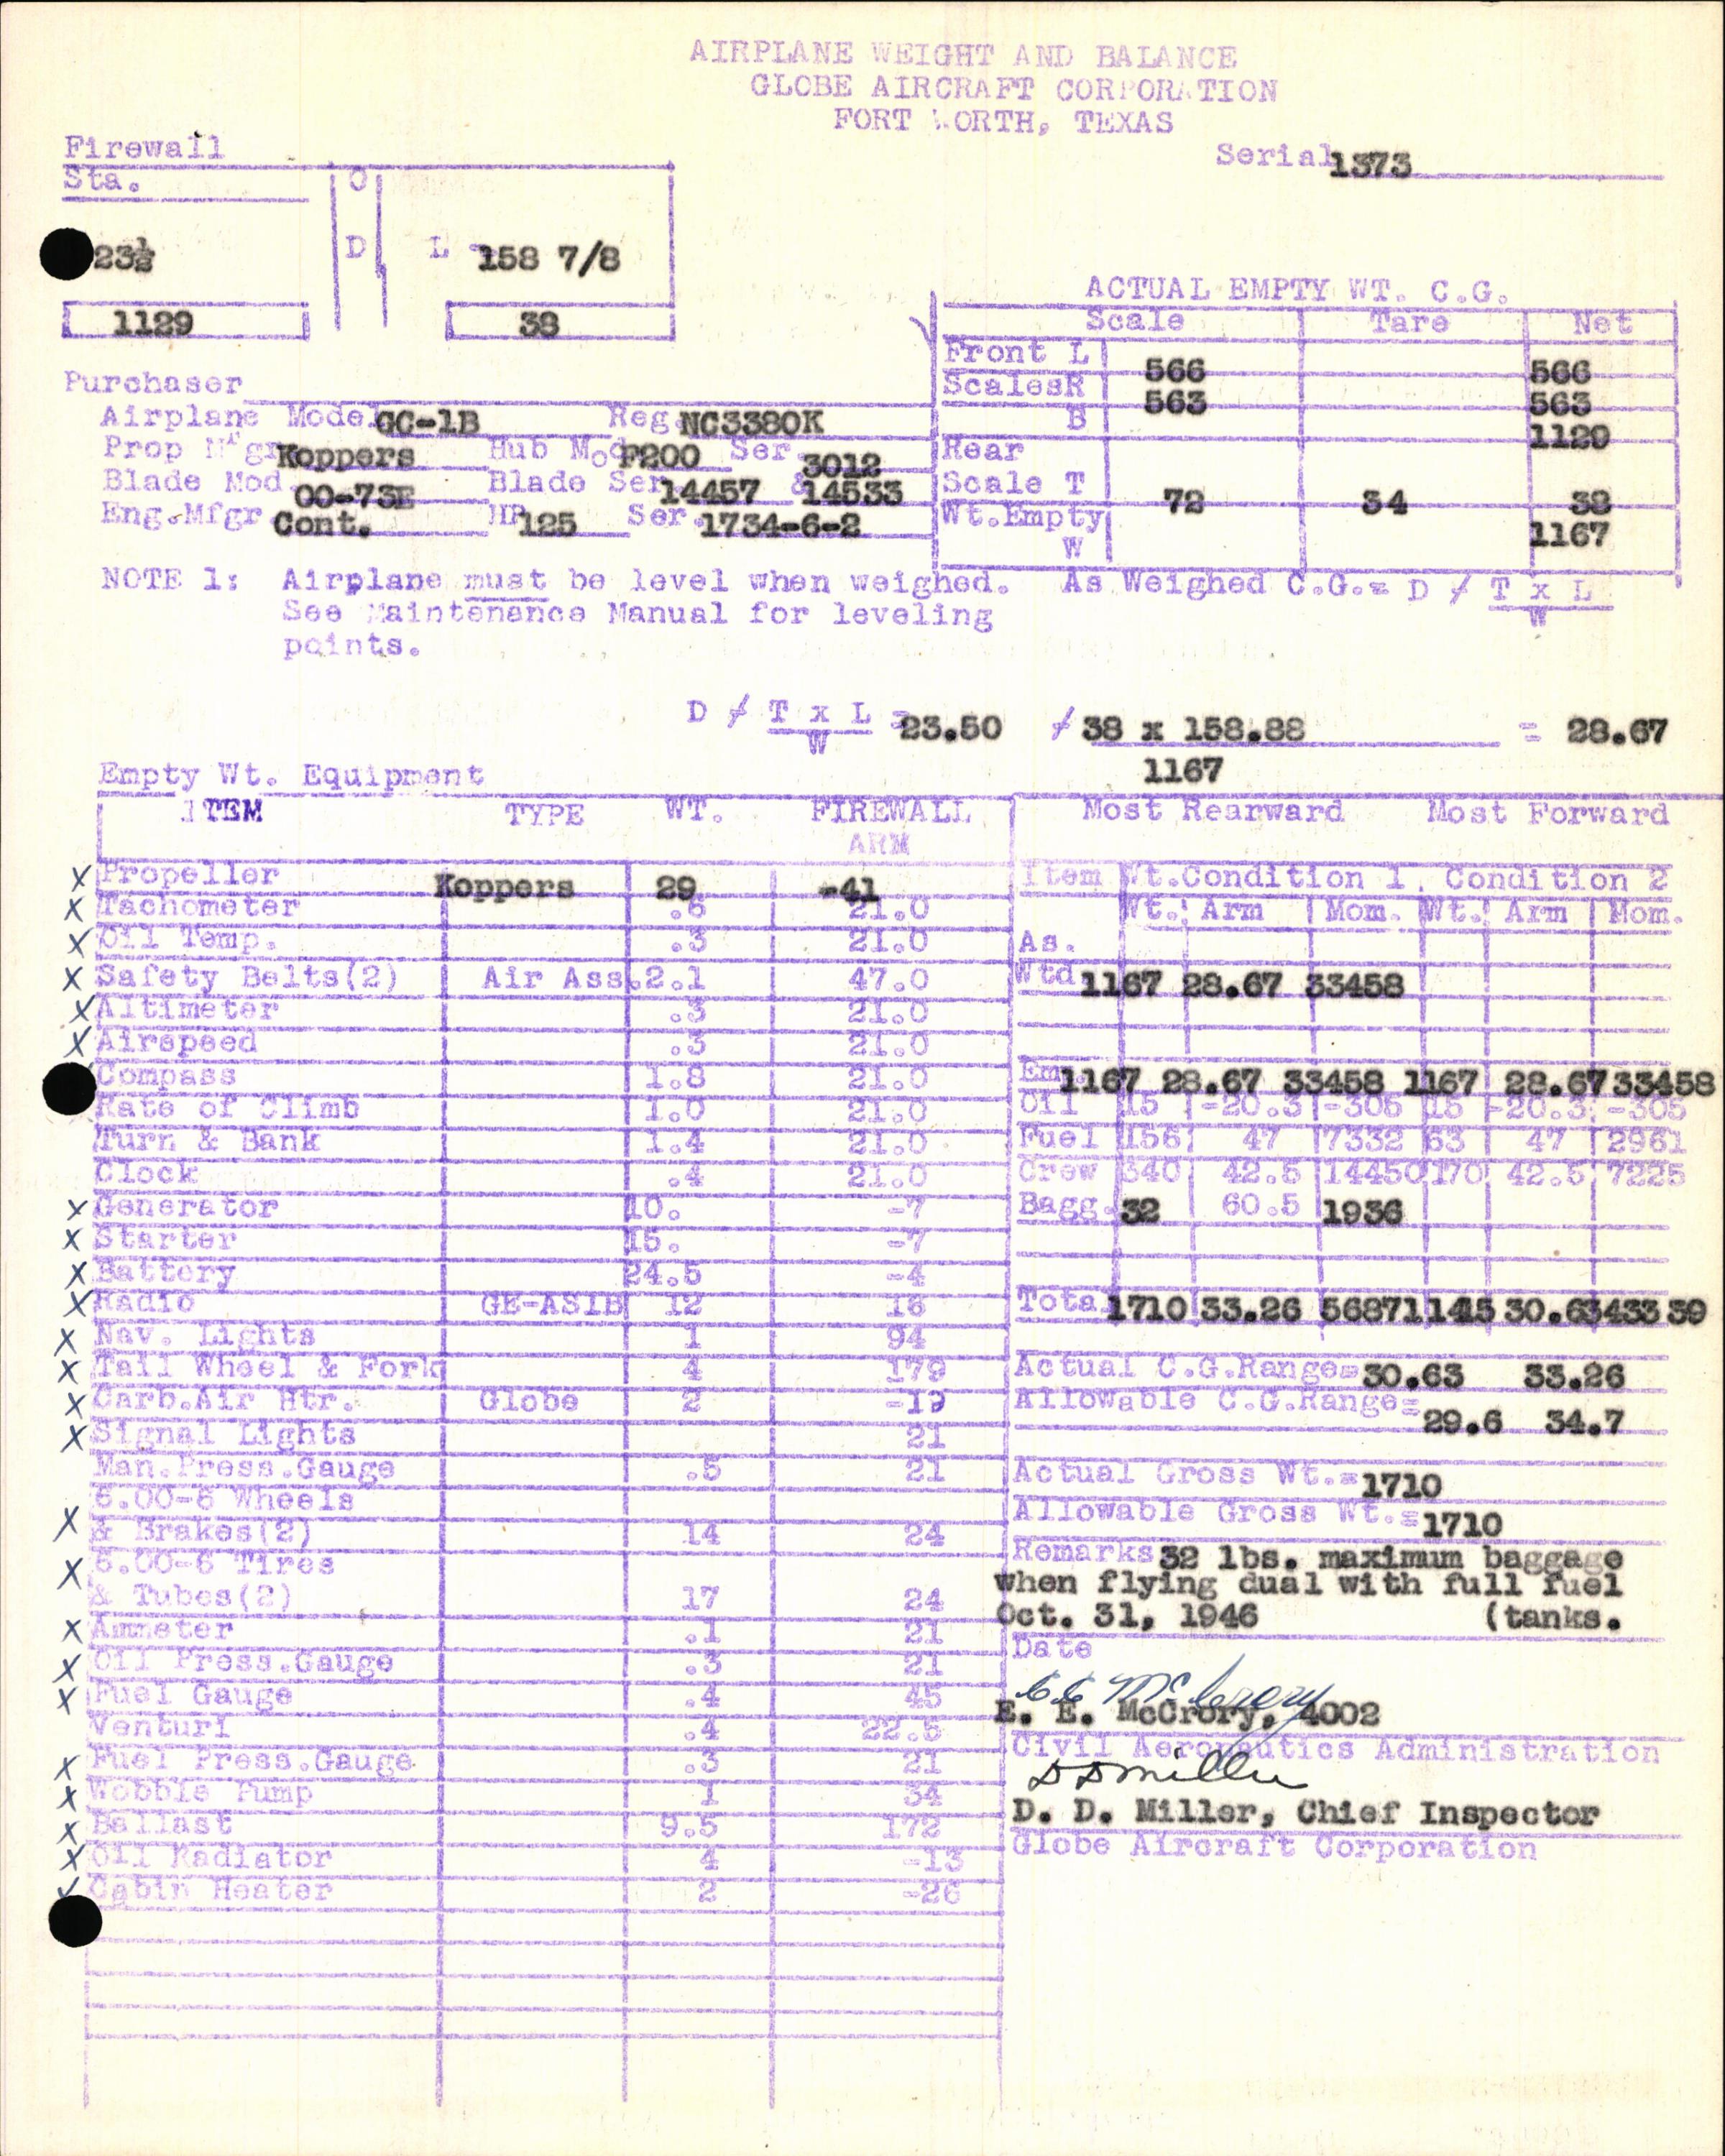 AIRPLANE WEIGHT AND BALANCE
GLOBE AIRCRAFT CORPORATION
FORT WORTH, TEXAS
Serial 1373
Firewall
Sta. O
23½ D L = 158 7/8
1129 38
ACTUAL EMPTY WT. C.G.
Scale Tare Net
Front L 566 566
Scales R 563 563
B 1129
Rear
Scale T 72 34 38
Wt. Empty 1167
W
Purchaser
Airplane Model GC-1B Reg. NC3380K
Prop M'f'gr Koppers Hub Mod F200 Ser. 3012
Blade Mod. 00-73E Blade Ser. 14457 & 14533
Eng.Mfgr. Cont. HP 125 Ser. 1734-6-2
NOTE 1: Airplane must be level when weighed. As Weighed C.G.= D ≠ T x L
See Maintenance Manual for leveling W
points.
D ≠ T x L = 23.50 ≠ 38 x 158.88 = 28.67
W 1167
Empty Wt. Equipment
ITEM TYPE WT. FIREWALL
ARM
X Propeller Koppers 29 -41
X Tachometer .6 21.0
X Oil Temp. .3 21.0
X Safety Belts(2) Air Ass. 2.1 47.0
X Altimeter .3 21.0
X Airspeed .3 21.0
Compass 1.8 21.0
Rate of Climb 1.0 21.0
Turn & Bank 1.4 21.0
Clock .4 21.0
X Generator 10. -7
X Starter 15. -7
X Battery 24.5 -4
X Radio GE-AS1B 12 16
X Nav. Lights 1 94
X Tail Wheel & Fork 4 179
X Carb.Air Htr. Globe 2 -19
X Signal Lights 21
Man.Press.Gauge .5 21
6.00-6 Wheels
X & Brakes(2) 14 24
6.00-6 Tires
X & Tubes(2) 17 24
X Ammeter .1 21
X Oil Press.Gauge .3 21
X Fuel Gauge .4 45
Venturi .4 22.5
X Fuel Press.Gauge .3 21
X Wobble Pump 1 34
X Ballast 9.5 172
X Oil Radiator 4 -13
Cabin Heater 2 -26
Most Rearward Most Forward
Item Wt.Condition 1. Condition 2
Wt. Arm Mom. Wt. Arm Mom.
As.
Wtd 1167 28.67 33458
Em. 1167 28.67 33458 1167 28.67 33458
Oil 15 -20.3 -305 15 -20.3 -305
Fuel 156 47 7332 63 47 2961
Crew 340 42.5 14450 170 42.5 7225
Bagg. 32 60.5 1936
Total 1710 33.26 56871 1415 30.63 43339
Actual C.G.Range= 30.63 33.26
Allowable C.G.Range= 29.6 34.7
Actual Gross Wt.= 1710
Allowable Gross Wt.= 1710
Remarks 32 lbs. maximum baggage
when flying dual with full fuel
Oct. 31, 1946 (tanks.
Date
E E McCrory
E. E. McCrory, 4002
Civil Aeronautics Administration
D D Miller
D. D. Miller, Chief Inspector
Globe Aircraft Corporation